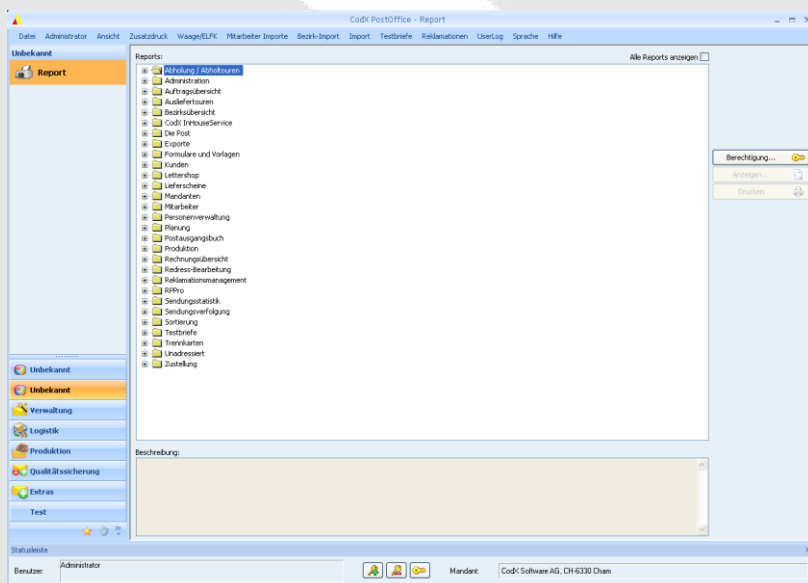 CodX PostOffice - Report
Datei Administrator Ansicht Zusatzdruck Waage/ELFK Mitarbeiter Importe Bezirk-Import Import Testbriefe Reklamationen UserLog Sprache Hilfe
Unbekannt
Report
Reports:
Alle Reports anzeigen
Abholung / Abholtouren
Administration
Auftragsübersicht
Ausliefertouren
Bezirksübersicht
CodX InHouseService
Die Post
Exporte
Formulare und Vorlagen
Kunden
Lettershop
Lieferscheine
Mandanten
Mitarbeiter
Personenverwaltung
Planung
Postausgangsbuch
Produktion
Rechnungsübersicht
Redress-Bearbeitung
Reklamationsmanagement
RPPro
Sendungsstatistik
Sendungsverfolgung
Sortierung
Testbriefe
Trennkarten
Unadressiert
Zustellung
Berechtigung...
Anzeigen...
Drucken
Unbekannt
Unbekannt
Verwaltung
Logistik
Produktion
Qualitätssicherung
Extras
Test
Beschreibung:
Statusleiste
Benutzer: Administrator
Mandant: CodX Software AG, CH-6330 Cham